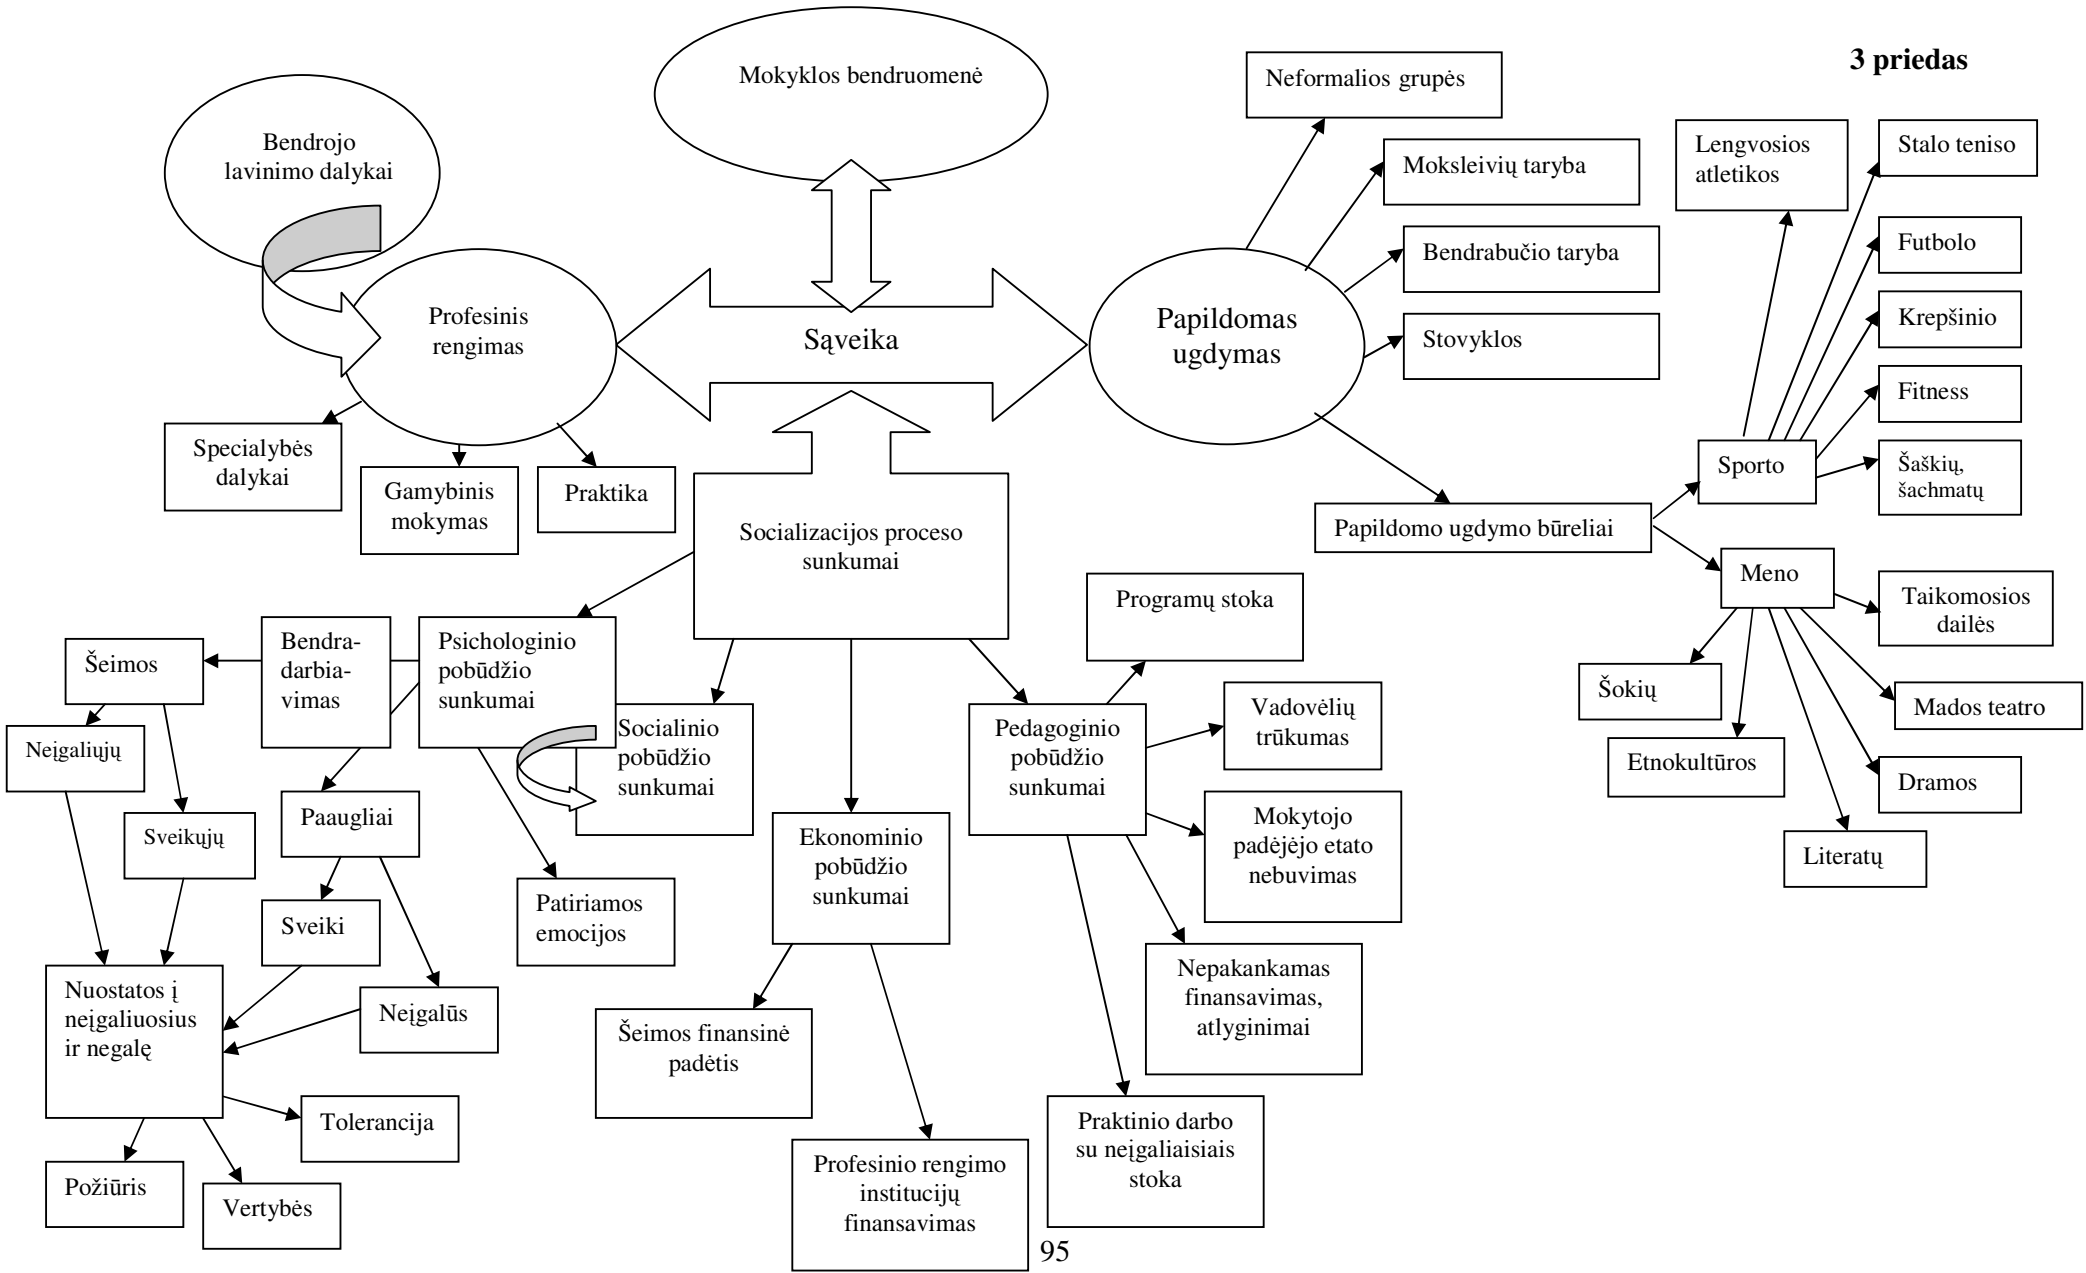 3 priedas
Mokyklos bendruomenė
Bendrojo
lavinimo dalykai
Profesinis
rengimas
Sąveika
Papildomas
ugdymas
Neformalios grupės
Moksleivių taryba
Bendrabučio taryba
Stovyklos
Lengvosios
atletikos
Stalo teniso
Futbolo
Krepšinio
Fitness
Šaškių,
šachmatų
Sporto
Papildomo ugdymo būreliai
Meno
Taikomosios
dailės
Šokių
Mados teatro
Etnokultūros
Dramos
Literatų
Specialybės
dalykai
Gamybinis
mokymas
Praktika
Socializacijos proceso
sunkumai
Programų stoka
Vadovėlių
trūkumas
Mokytojo
padėjėjo etato
nebuvimas
Nepakankamas
finansavimas,
atlyginimai
Praktinio darbo
su neįgaliaisiais
stoka
Pedagoginio
pobūdžio
sunkumai
Ekonominio
pobūdžio
sunkumai
Šeimos finansinė
padėtis
Profesinio rengimo
institucijų
finansavimas
Socialinio
pobūdžio
sunkumai
Psichologinio
pobūdžio
sunkumai
Patiriamos
emocijos
Bendra-
darbia-
vimas
Šeimos
Neįgaliųjų
Sveikųjų
Paaugliai
Sveiki
Neįgalūs
Nuostatos į
neįgaliuosius
ir negalę
Tolerancija
Požiūris
Vertybės
95